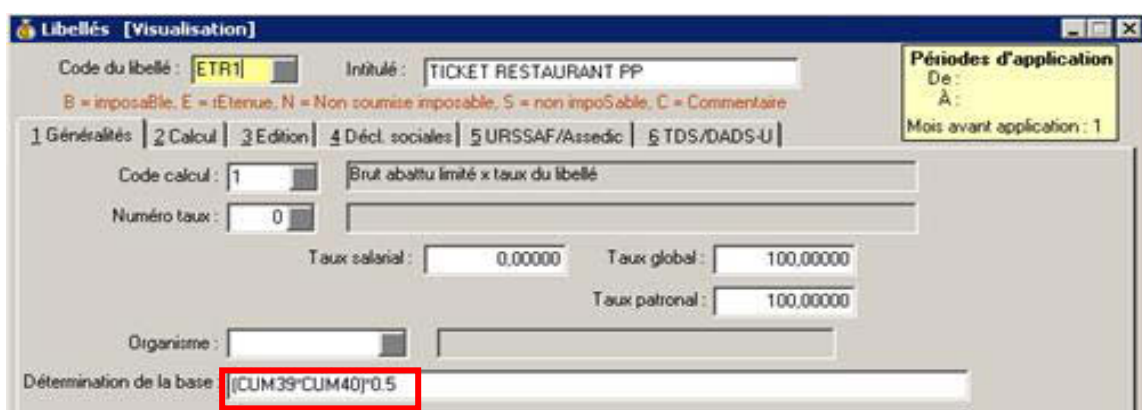 Libellés [Visualisation]
Code du libellé : ETR1 Intitulé : TICKET RESTAURANT PP
B = imposaBle, E = rEtenue, N = Non soumise imposable, S = non impoSable, C = Commentaire
Périodes d'application
De :
À :
Mois avant application : 1
1 Généralités 2 Calcul 3 Edition 4 Décl. sociales 5 URSSAF/Assedic 6 TDS/DADS-U
Code calcul : 1 Brut abattu limité x taux du libellé
Numéro taux : 0
Taux salarial : 0,00000 Taux global : 100,00000
Taux patronal : 100,00000
Organisme :
Détermination de la base : (CUM39*CUM40)*0.5